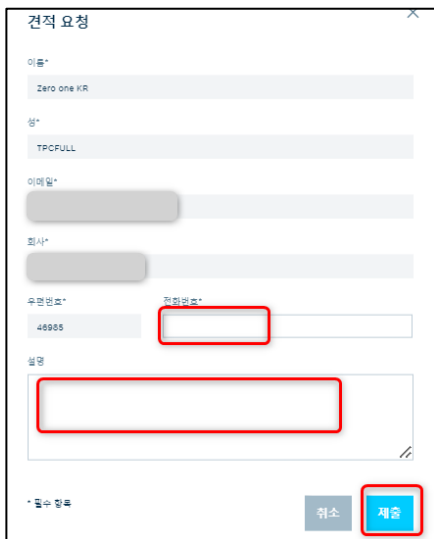 견적 요청
이름*
Zero one KR
성*
TPCFULL
이메일*
회사*
우편번호* 전화번호*
46985
설명
* 필수 항목
취소 제출